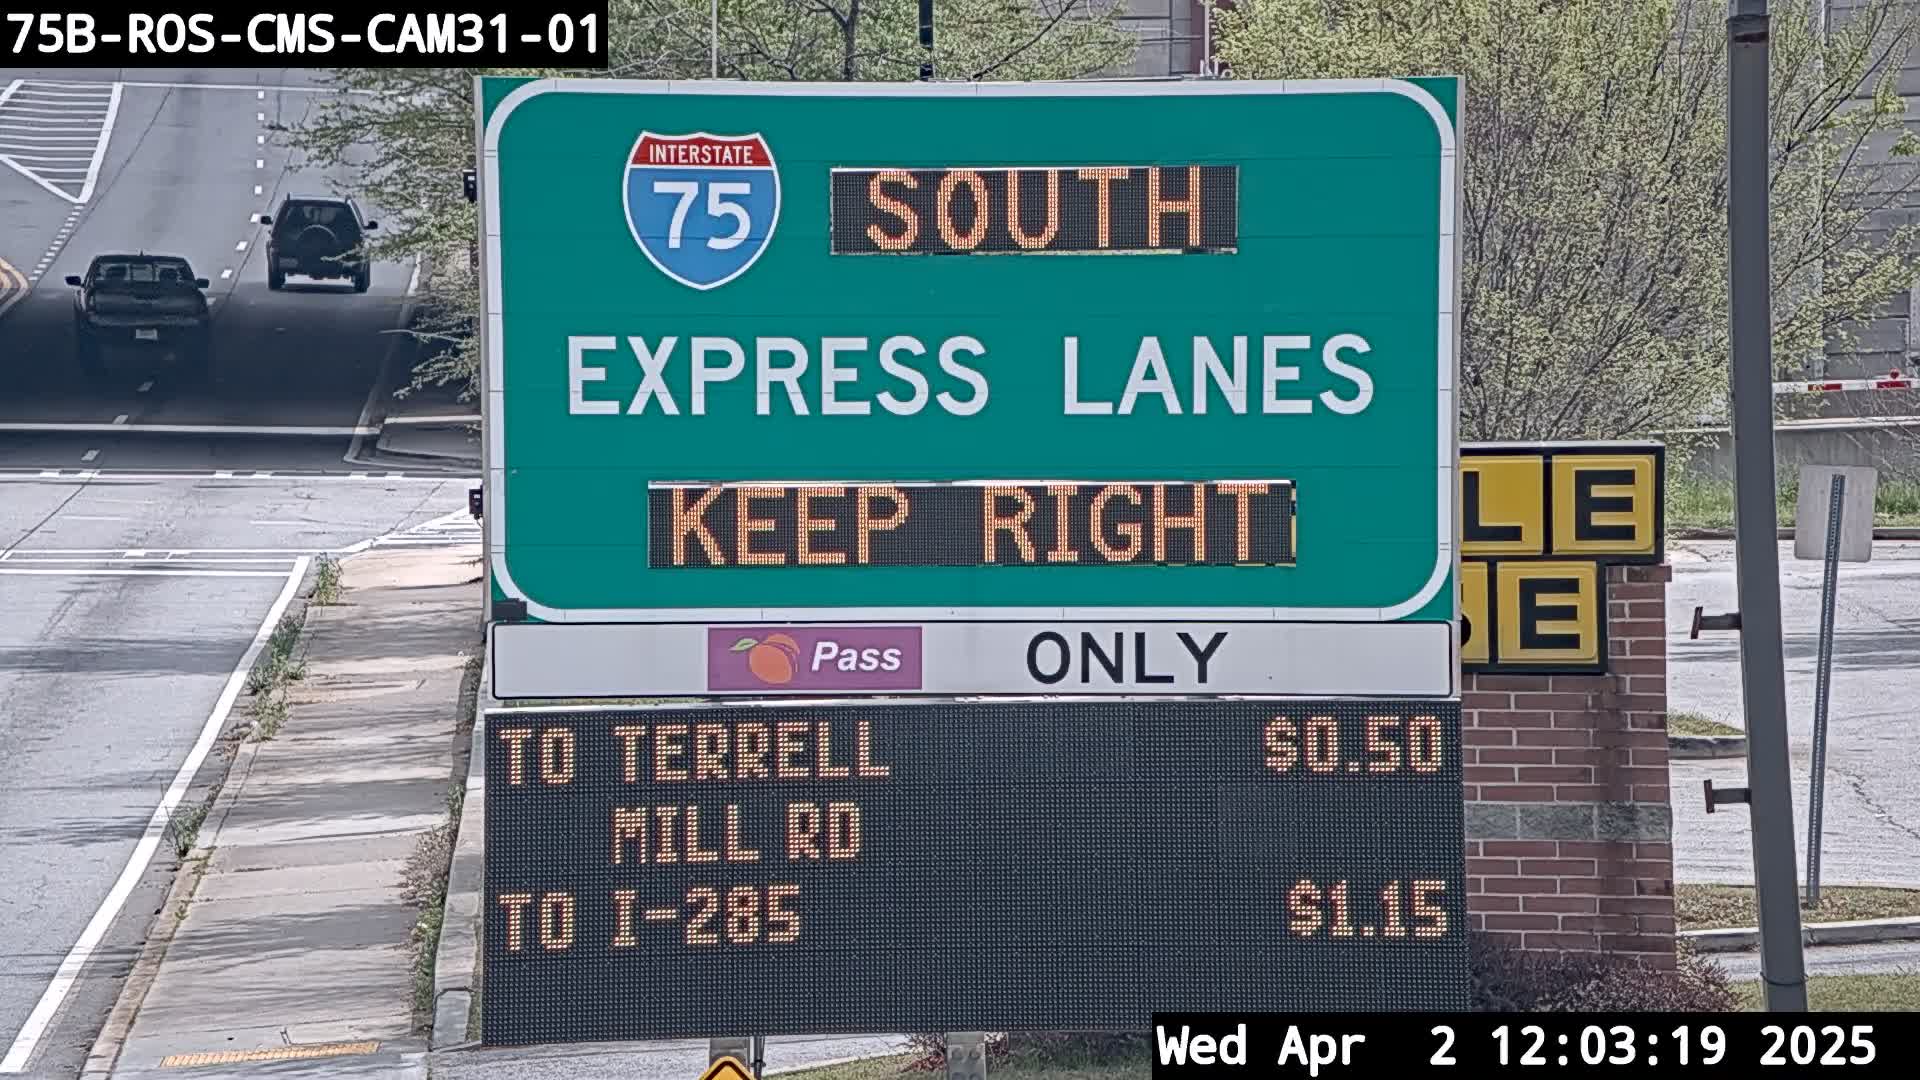 75B-ROS-CMS-CAM31-01
INTERSTATE
75
SOUTH
EXPRESS LANES
KEEP RIGHT
Pass ONLY
TO TERRELL $0.50
MILL RD
TO I-285 $1.15
LE
E
Wed Apr 2 12:03:19 2025